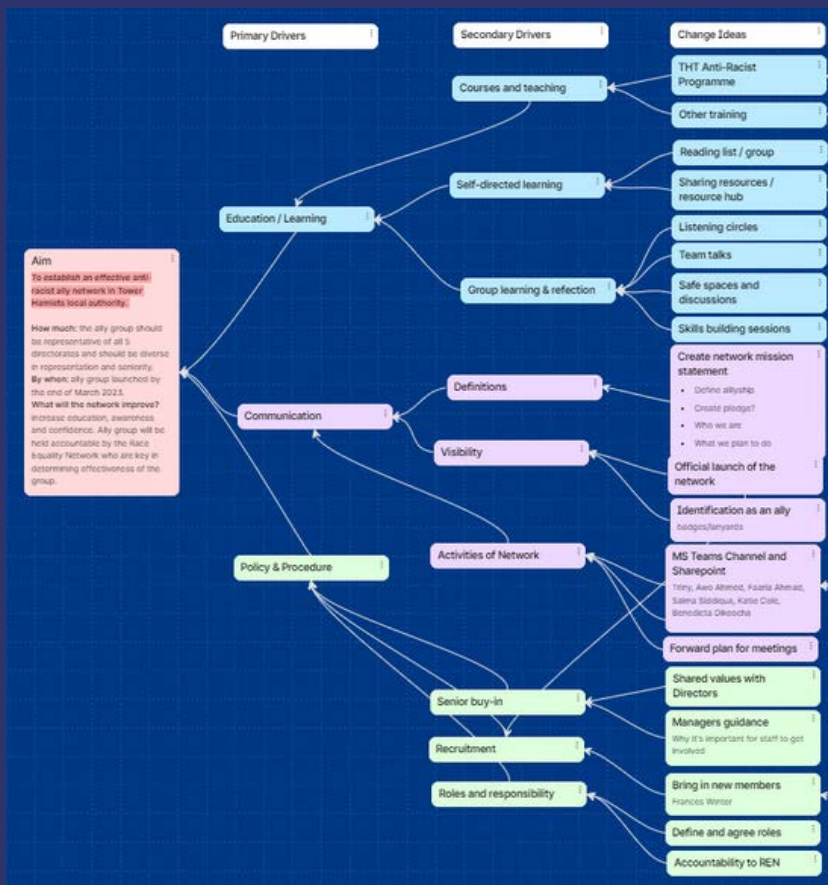 Primary Drivers
Secondary Drivers
Change Ideas
Aim
To establish an effective anti-
racist ally network in Tower
Hamlets local authority.
How much: the ally group should
be representative of all 5
directorates and should be diverse
in representation and seniority.
By when: ally group launched by
the end of March 2023.
What will the network improve?
Increase education, awareness
and confidence. Ally group will be
held accountable by the Race
Equality Network who are key in
determining effectiveness of the
group.
Education / Learning
Communication
Policy & Procedure
Courses and teaching
Self-directed learning
Group learning & refection
Definitions
Visibility
Activities of Network
Senior buy-in
Recruitment
Roles and responsibility
THT Anti-Racist
Programme
Other training
Reading list / group
Sharing resources /
resource hub
Listening circles
Team talks
Safe spaces and
discussions
Skills building sessions
Create network mission
statement
Define allyship
Create pledge?
Who we are
What we plan to do
Official launch of the
network
Identification as an ally
badges/lanyards
MS Teams Channel and
Sharepoint
Awo Ahmed, Ahmad,
Salma Siddiqua, Katie Cole,
Benedicta
Forward plan for meetings
Shared values with
Directors
Managers guidance
Why it's important for staff to get
involved
Bring in new members
Frances Winter
Define and agree roles
Accountability to REN